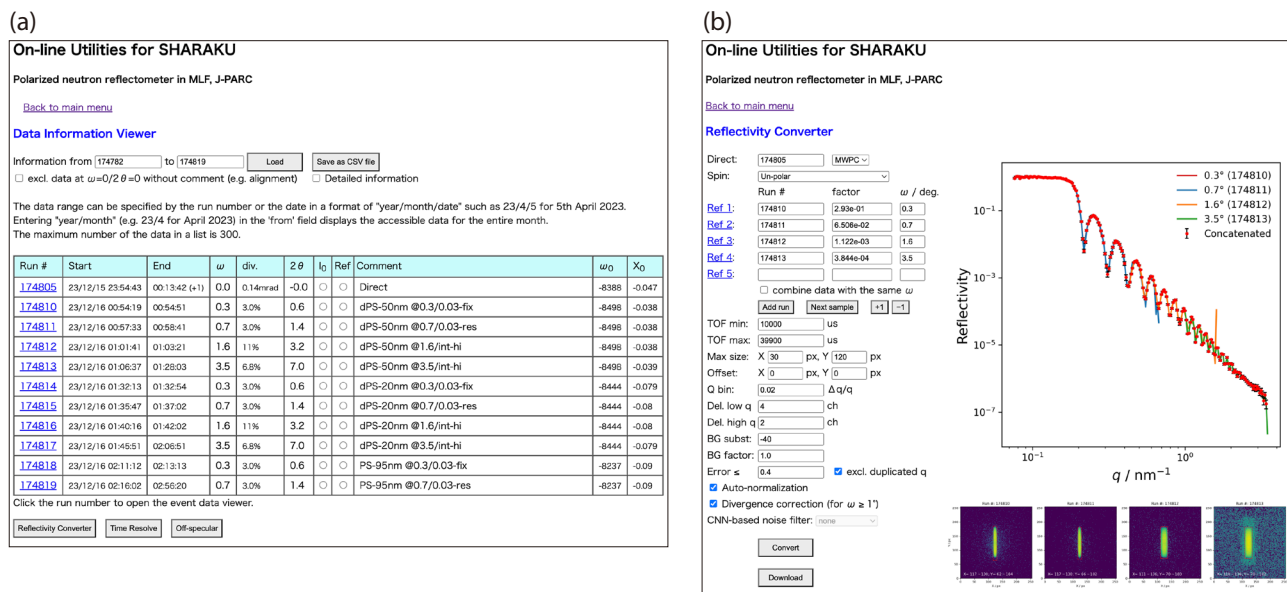 (a)
On-line Utilities for SHARAKU
Polarized neutron reflectometer in MLF, J-PARC
Back to main menu
Data Information Viewer
Information from 174782 to 174819 Load Save as CSV file
excl. data at ω=0/2θ=0 without comment (e.g. alignment) Detailed information
The data range can be specified by the run number or the date in a format of "year/month/date" such as 23/4/5 for 5th April 2023.
Entering "year/month" (e.g. 23/4 for April 2023) in the 'from' field displays the accessible data for the entire month.
The maximum number of the data in a list is 300.
Run # Start End ω div. 2θ I0 Ref Comment ω0 X0
174805 23/12/15 23:54:43 00:13:42 (+1) 0.0 0.14mrad -0.0 Direct -8388 -0.047
174810 23/12/16 00:54:19 00:54:51 0.3 3.0% 0.6 dPS-50nm @0.3/0.03-fix -8498 -0.038
174811 23/12/16 00:57:33 00:58:41 0.7 3.0% 1.4 dPS-50nm @0.7/0.03-res -8498 -0.038
174812 23/12/16 01:01:41 01:03:21 1.6 11% 3.2 dPS-50nm @1.6/int-hi -8498 -0.038
174813 23/12/16 01:06:37 01:28:03 3.5 6.8% 7.0 dPS-50nm @3.5/int-hi -8498 -0.039
174814 23/12/16 01:32:13 01:32:54 0.3 3.0% 0.6 dPS-20nm @0.3/0.03-fix -8444 -0.079
174815 23/12/16 01:35:47 01:37:02 0.7 3.0% 1.4 dPS-20nm @0.7/0.03-res -8444 -0.08
174816 23/12/16 01:40:16 01:42:02 1.6 11% 3.2 dPS-20nm @1.6/int-hi -8444 -0.08
174817 23/12/16 01:45:51 02:06:51 3.5 6.8% 7.0 dPS-20nm @3.5/int-hi -8444 -0.079
174818 23/12/16 02:11:12 02:13:13 0.3 3.0% 0.6 PS-95nm @0.3/0.03-fix -8237 -0.09
174819 23/12/16 02:16:02 02:56:20 0.7 3.0% 1.4 PS-95nm @0.7/0.03-res -8237 -0.09
Click the run number to open the event data viewer.
Reflectivity Converter Time Resolve Off-specular
(b)
On-line Utilities for SHARAKU
Polarized neutron reflectometer in MLF, J-PARC
Back to main menu
Reflectivity Converter
Direct: 174805 MWPC
Spin: Un-polar
Run # factor ω / deg.
Ref 1: 174810 2.93e-01 0.3
Ref 2: 174811 6.506e-02 0.7
Ref 3: 174812 1.122e-03 1.6
Ref 4: 174813 3.844e-04 3.5
Ref 5:
combine data with the same ω
Add run Next sample +1 −1
TOF min: 10000 us
TOF max: 39900 us
Max size: X 30 px, Y 120 px
Offset: X 0 px, Y 0 px
Q bin: 0.02 Δq/q
Del. low q 4 ch
Del. high q 2 ch
BG subst: -40
BG factor: 1.0
Error ≤ 0.4 excl. duplicated q
Auto-normalization
Divergence correction (for ω ≥ 1°)
CNN-based noise filter: none
Convert
Download
0.3° (174810)
0.7° (174811)
1.6° (174812)
3.5° (174813)
Concatenated
Reflectivity
10⁻¹
10⁻³
10⁻⁵
10⁻⁷
10⁻¹ 10⁰
q / nm⁻¹
Run #: 174810 Run #: 174811 Run #: 174812 Run #: 174813